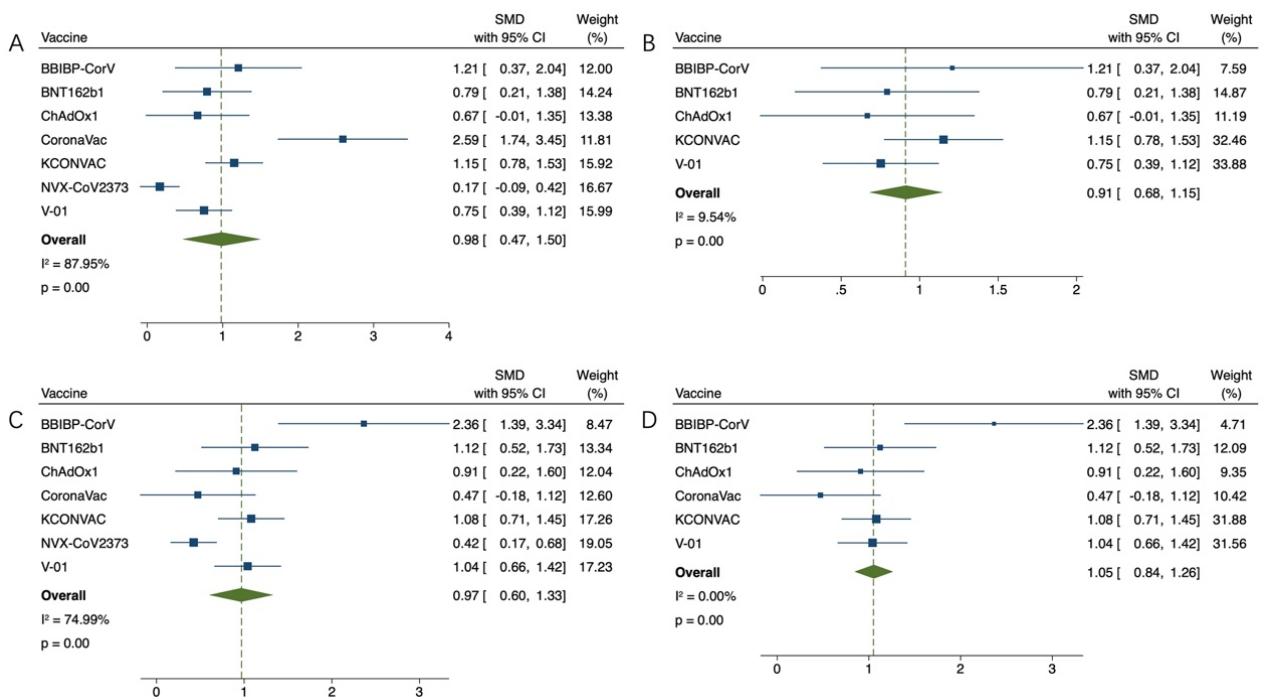 A
SMD Weight
Vaccine with 95% CI (%)
BBIBP-CorV 1.21 [ 0.37, 2.04] 12.00
BNT162b1 0.79 [ 0.21, 1.38] 14.24
ChAdOx1 0.67 [ -0.01, 1.35] 13.38
CoronaVac 2.59 [ 1.74, 3.45] 11.81
KCONVAC 1.15 [ 0.78, 1.53] 15.92
NVX-CoV2373 0.17 [ -0.09, 0.42] 16.67
V-01 0.75 [ 0.39, 1.12] 15.99
Overall 0.98 [ 0.47, 1.50]
I² = 87.95%
p = 0.00
0 1 2 3 4
B
SMD Weight
Vaccine with 95% CI (%)
BBIBP-CorV 1.21 [ 0.37, 2.04] 7.59
BNT162b1 0.79 [ 0.21, 1.38] 14.87
ChAdOx1 0.67 [ -0.01, 1.35] 11.19
KCONVAC 1.15 [ 0.78, 1.53] 32.46
V-01 0.75 [ 0.39, 1.12] 33.88
Overall 0.91 [ 0.68, 1.15]
I² = 9.54%
p = 0.00
0 .5 1 1.5 2
C
SMD Weight
Vaccine with 95% CI (%)
BBIBP-CorV 2.36 [ 1.39, 3.34] 8.47
BNT162b1 1.12 [ 0.52, 1.73] 13.34
ChAdOx1 0.91 [ 0.22, 1.60] 12.04
CoronaVac 0.47 [ -0.18, 1.12] 12.60
KCONVAC 1.08 [ 0.71, 1.45] 17.26
NVX-CoV2373 0.42 [ 0.17, 0.68] 19.05
V-01 1.04 [ 0.66, 1.42] 17.23
Overall 0.97 [ 0.60, 1.33]
I² = 74.99%
p = 0.00
0 1 2 3
D
SMD Weight
Vaccine with 95% CI (%)
BBIBP-CorV 2.36 [ 1.39, 3.34] 4.71
BNT162b1 1.12 [ 0.52, 1.73] 12.09
ChAdOx1 0.91 [ 0.22, 1.60] 9.35
CoronaVac 0.47 [ -0.18, 1.12] 10.42
KCONVAC 1.08 [ 0.71, 1.45] 31.88
V-01 1.04 [ 0.66, 1.42] 31.56
Overall 1.05 [ 0.84, 1.26]
I² = 0.00%
p = 0.00
0 1 2 3